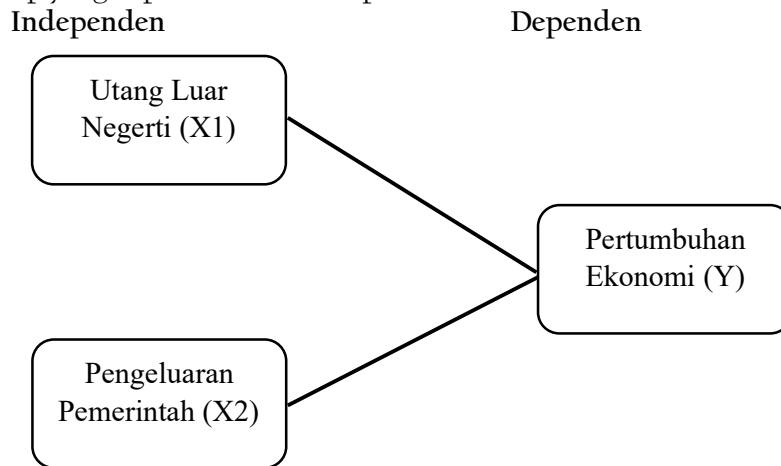 Independen
Dependen
Utang Luar
Negerti (X1)
Pertumbuhan
Ekonomi (Y)
Pengeluaran
Pemerintah (X2)